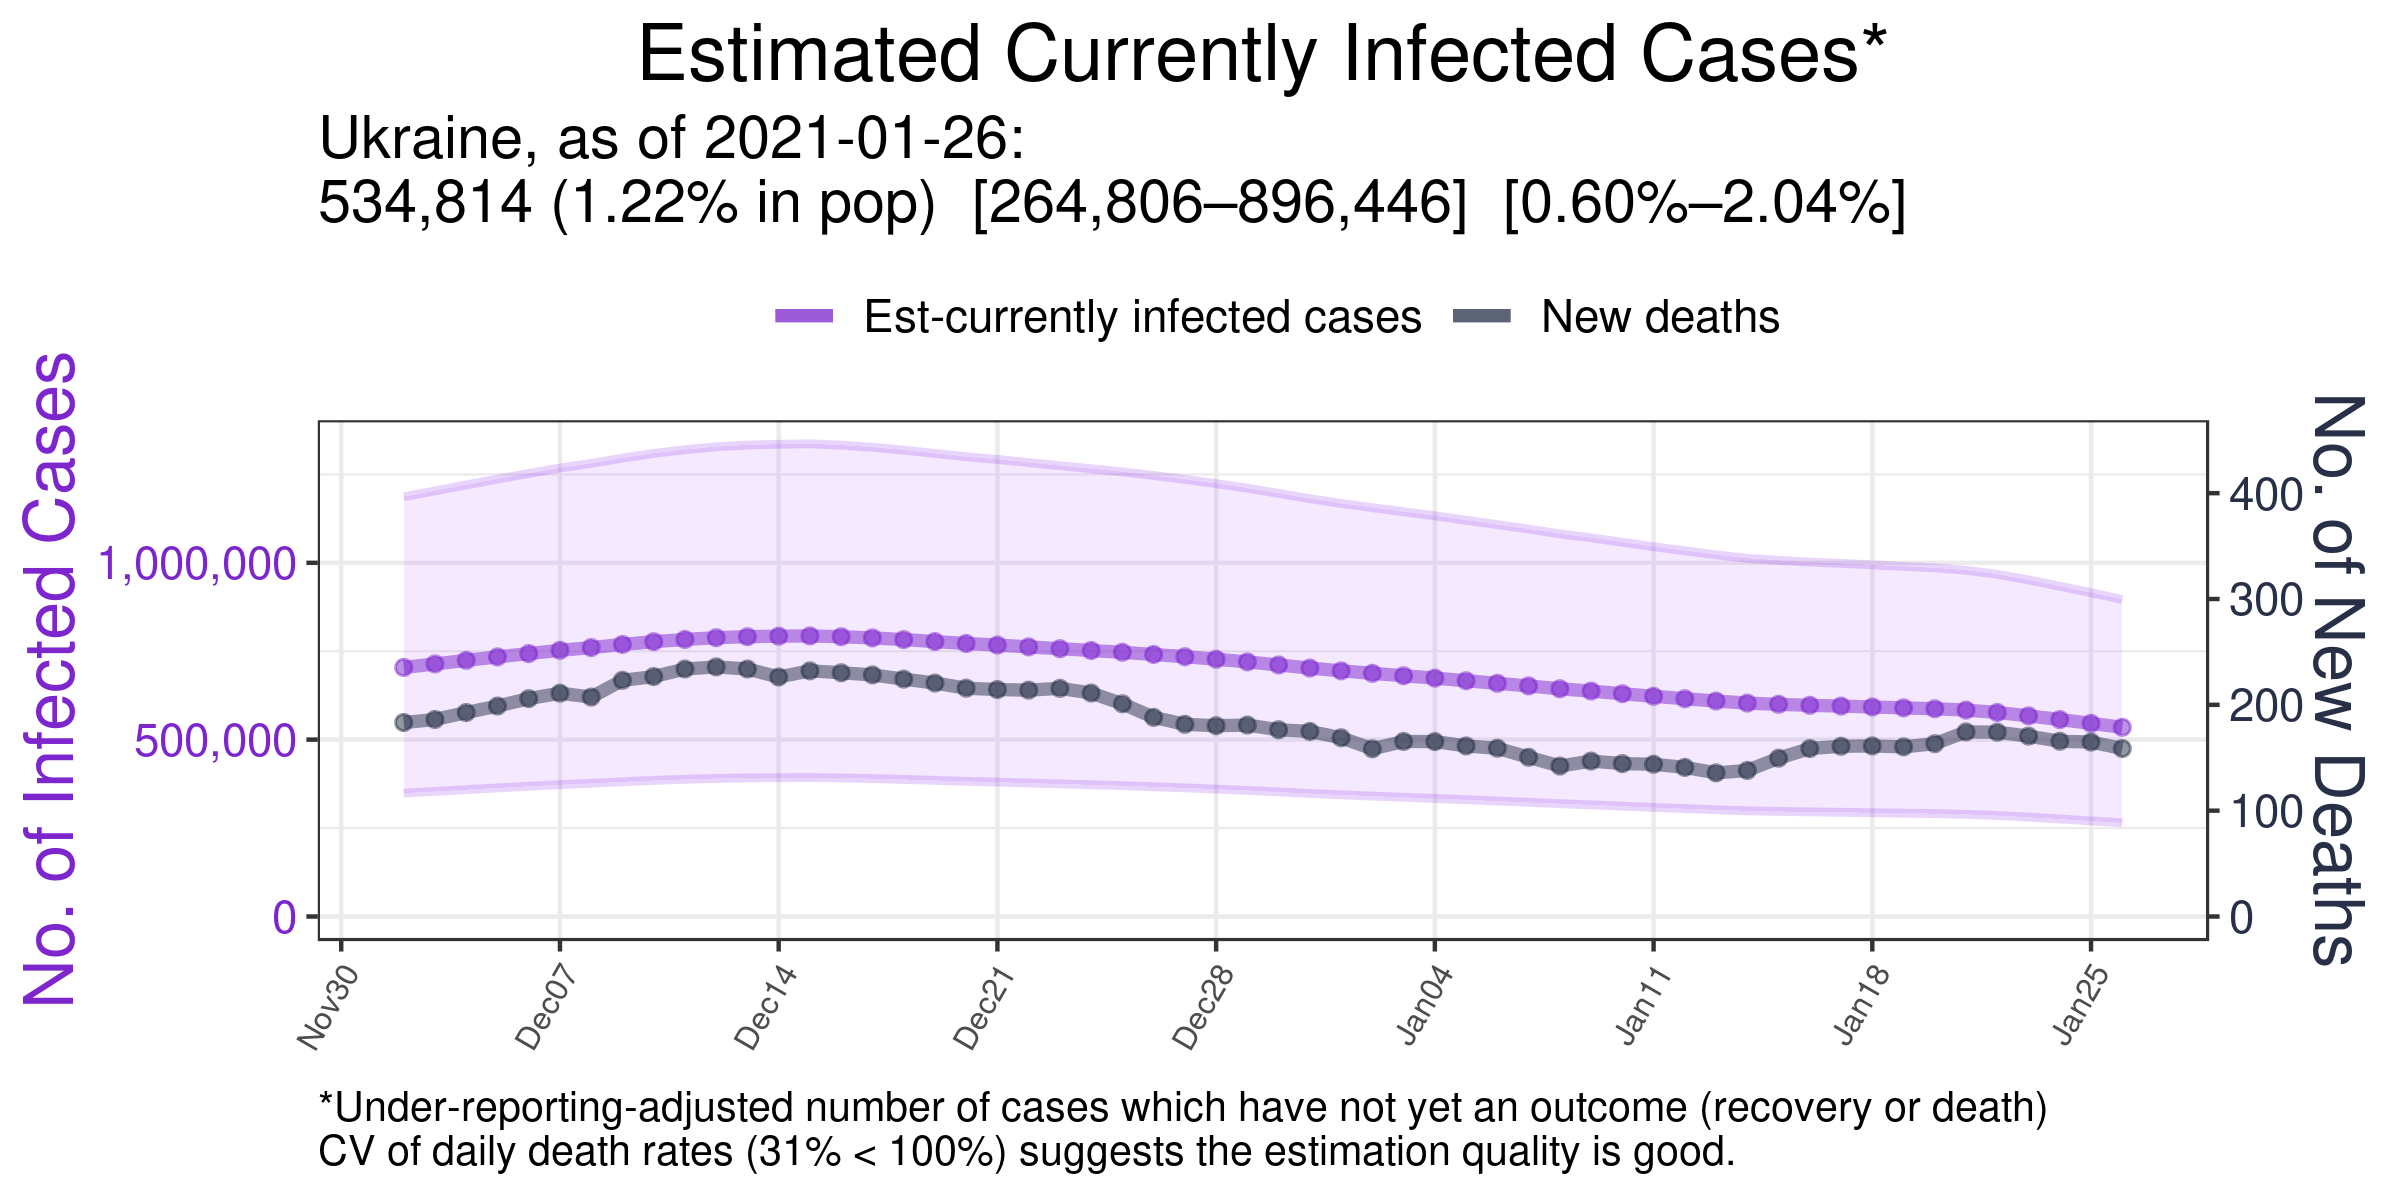 Estimated Currently Infected Cases*
Ukraine, as of 2021-01-26:
534,814 (1.22% in pop)  [264,806–896,446]  [0.60%–2.04%]
Est-currently infected cases
New deaths
No. of Infected Cases
1,000,000
500,000
0
No. of New Deaths
400
300
200
100
0
Nov30
Dec07
Dec14
Dec21
Dec28
Jan04
Jan11
Jan18
Jan25
*Under-reporting-adjusted number of cases which have not yet an outcome (recovery or death)
CV of daily death rates (31% < 100%) suggests the estimation quality is good.